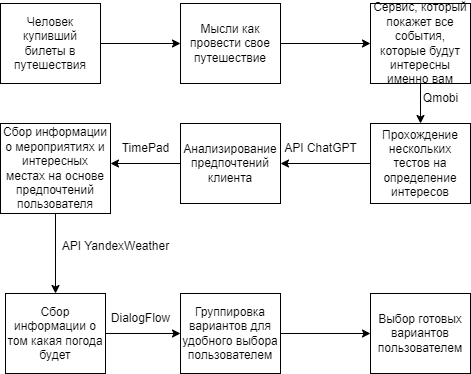 Человек
купивший
билеты в
путешествия
Мысли как
провести свое
путешествие
Сервис, который
покажет все
события,
которые будут
интересны
именно вам
Qmobi
Прохождение
нескольких
тестов на
определение
интересов
API ChatGPT
Анализирование
предпочтений
клиента
TimePad
Сбор информации
о мероприятиях и
интересных
местах на основе
предпочтений
пользователя
API YandexWeather
Сбор
информации о
том какая погода
будет
DialogFlow
Группировка
вариантов для
удобного выбора
пользователем
Выбор готовых
вариантов
пользователем